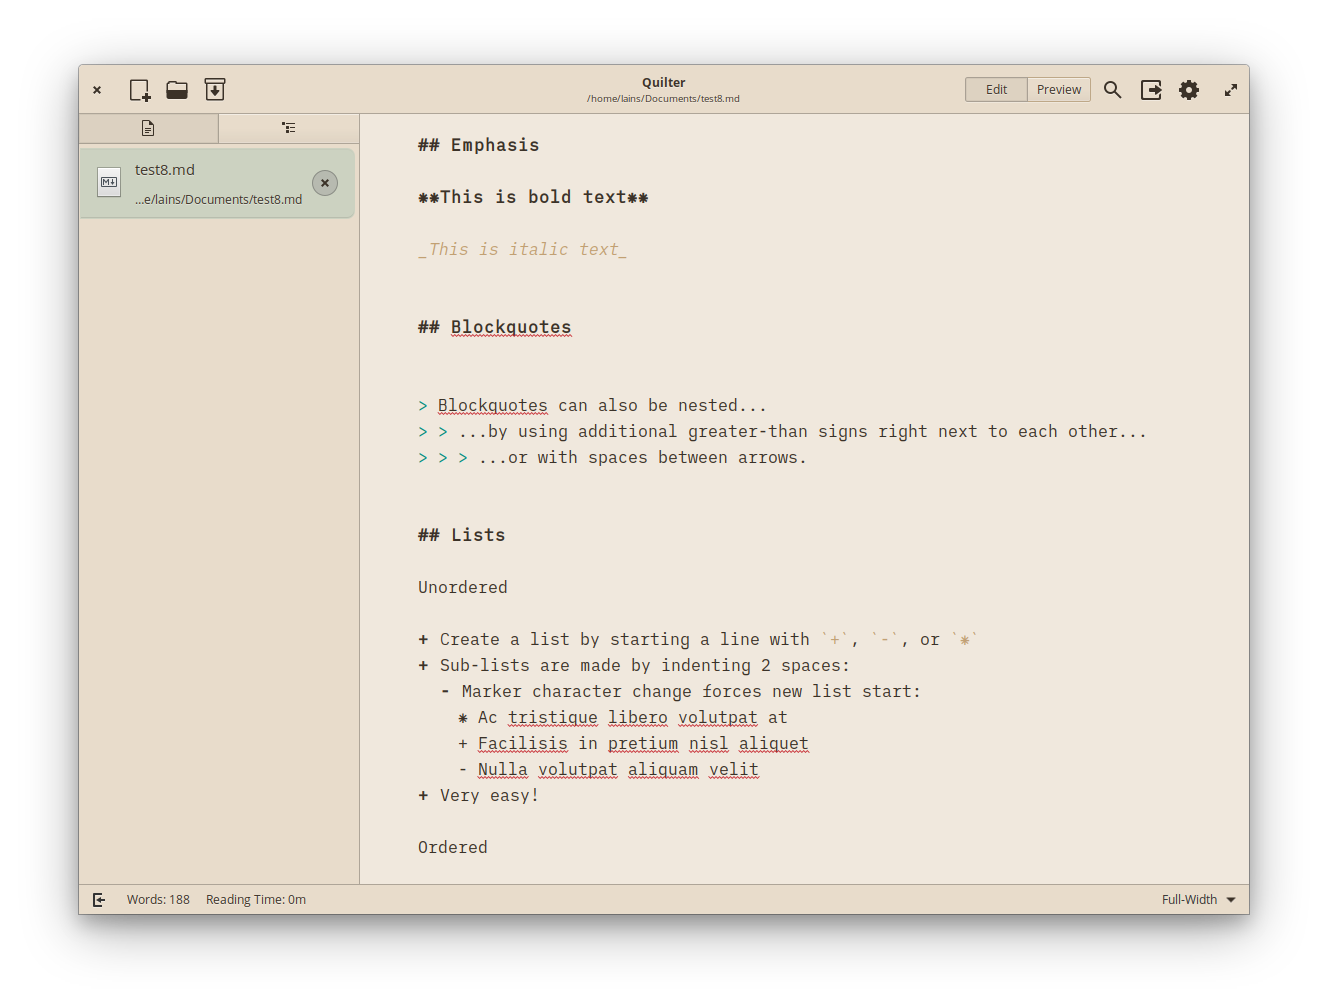 Quilter
/home/lains/Documents/test8.md
Edit
Preview
test8.md
...e/lains/Documents/test8.md
## Emphasis
**This is bold text**
_This is italic text_
## Blockquotes
> Blockquotes can also be nested...
> > ...by using additional greater-than signs right next to each other...
> > > ...or with spaces between arrows.
## Lists
Unordered
+ Create a list by starting a line with `+`, `-`, or `*`
+ Sub-lists are made by indenting 2 spaces:
  - Marker character change forces new list start:
    * Ac tristique libero volutpat at
    + Facilisis in pretium nisl aliquet
    - Nulla volutpat aliquam velit
+ Very easy!
Ordered
Words: 188
Reading Time: 0m
Full-Width